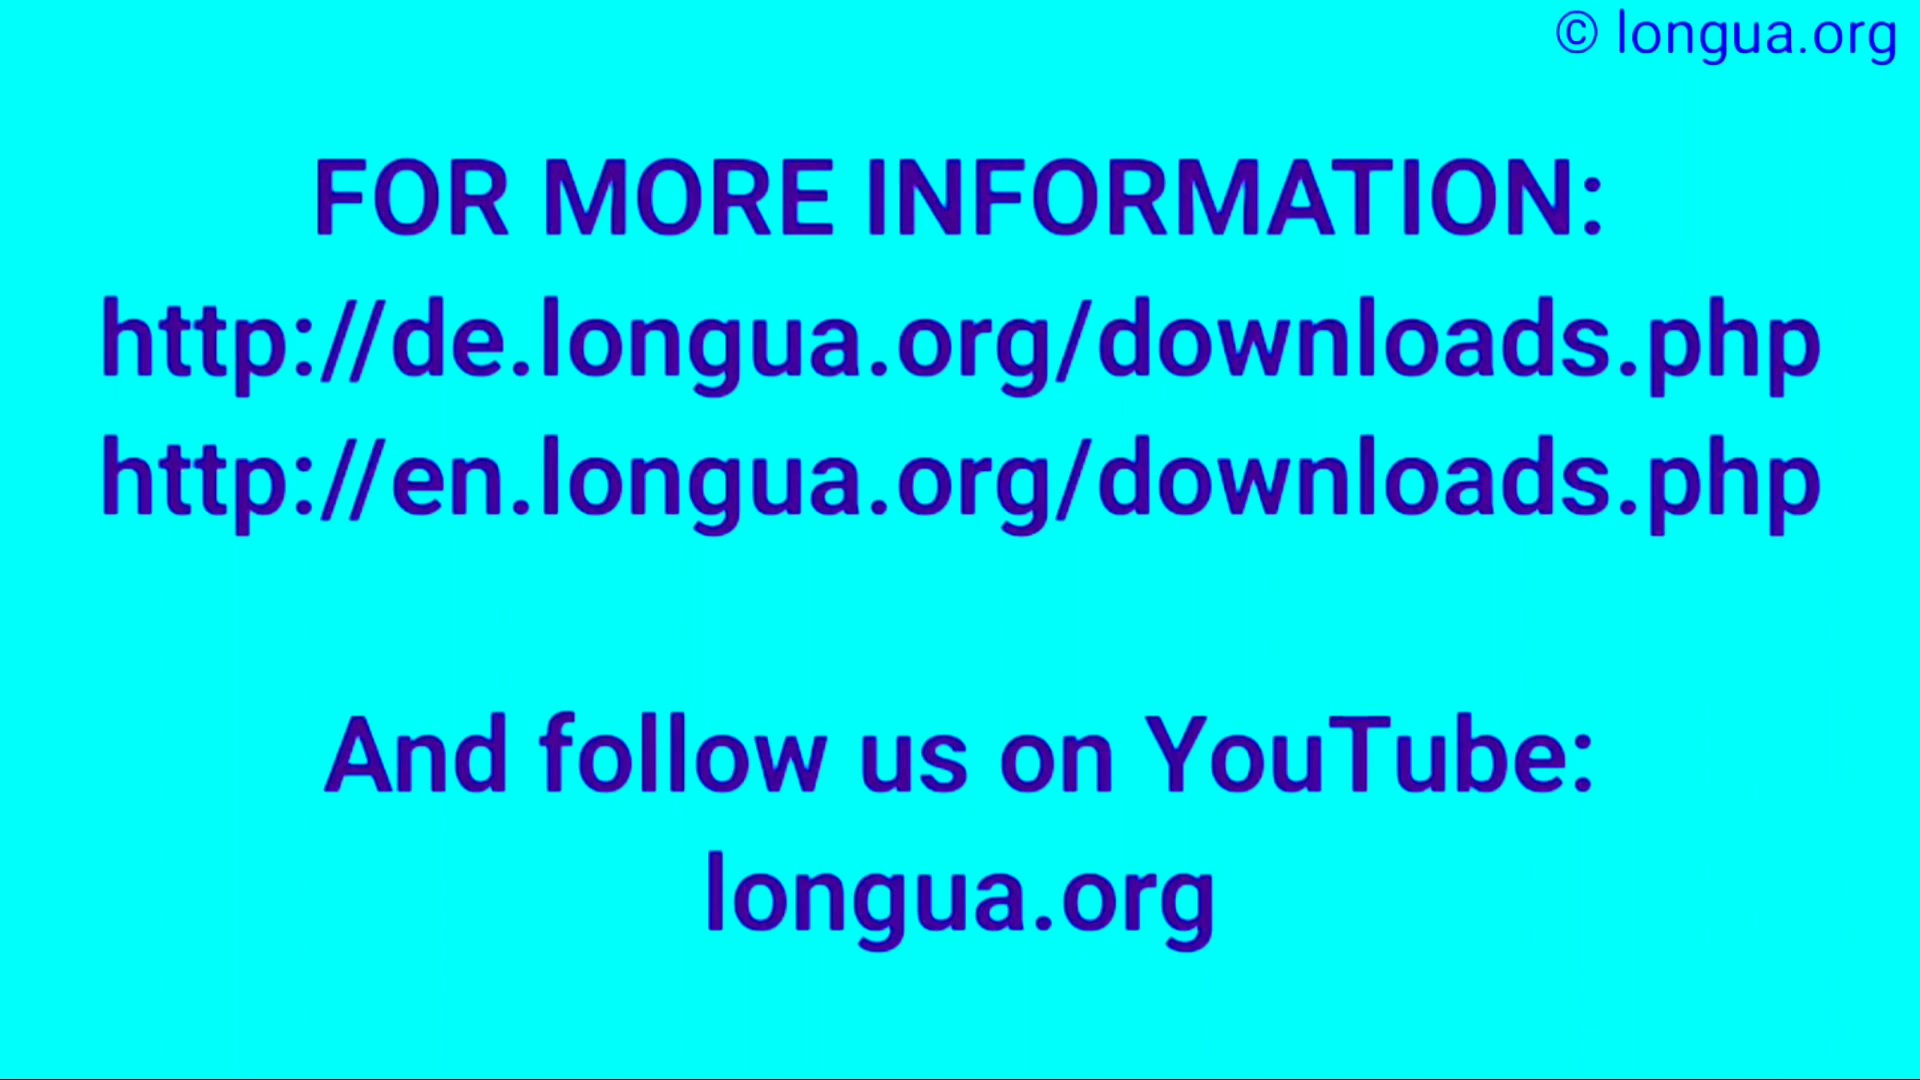 © longua.org
FOR MORE INFORMATION:
http://de.longua.org/downloads.php
http://en.longua.org/downloads.php
And follow us on YouTube:
longua.org